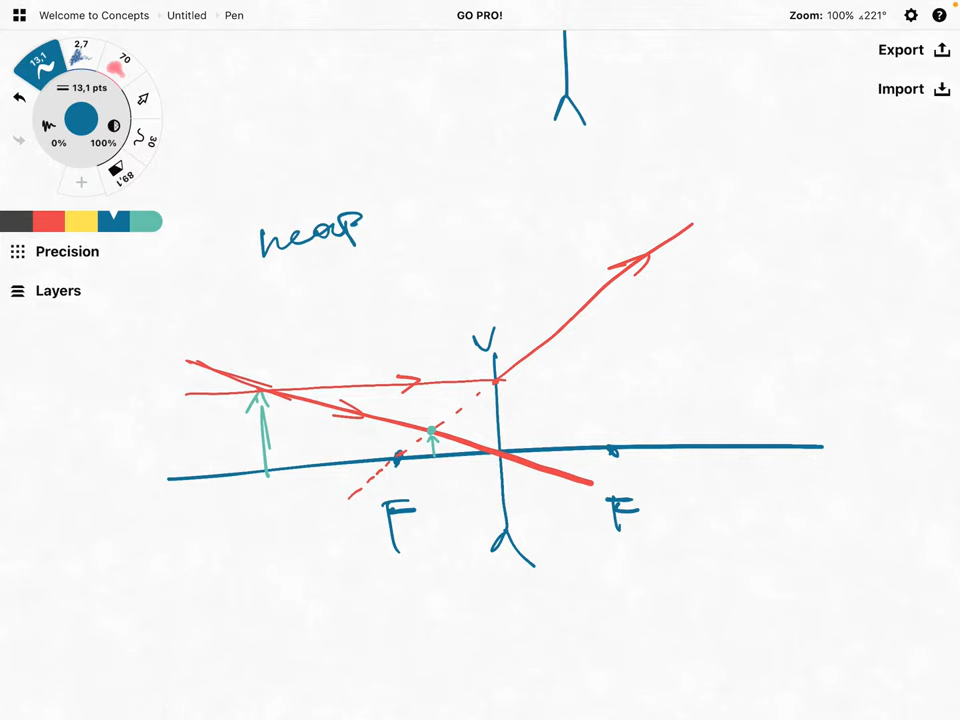 Welcome to Concepts › Untitled › Pen
GO PRO!
Zoom: 100% ⊿221°
Export
Import
13,1
2,7
70
30
89,1
13,1 pts
0%
100%
Precision
Layers
F
F